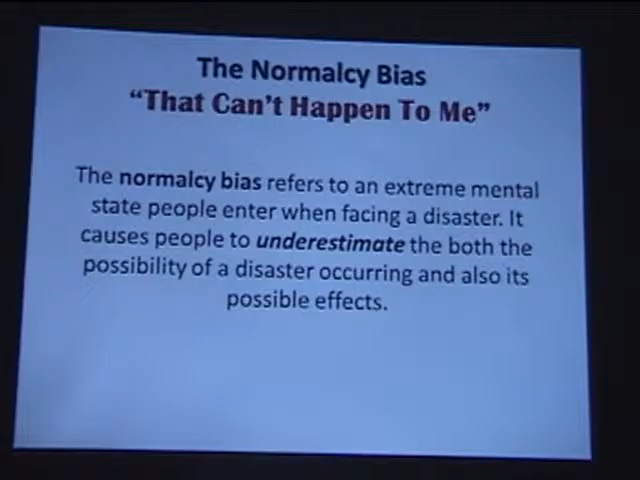 The Normalcy Bias
“That Can’t Happen To Me”
The normalcy bias refers to an extreme mental
state people enter when facing a disaster. It
causes people to underestimate the both the
possibility of a disaster occurring and also its
possible effects.